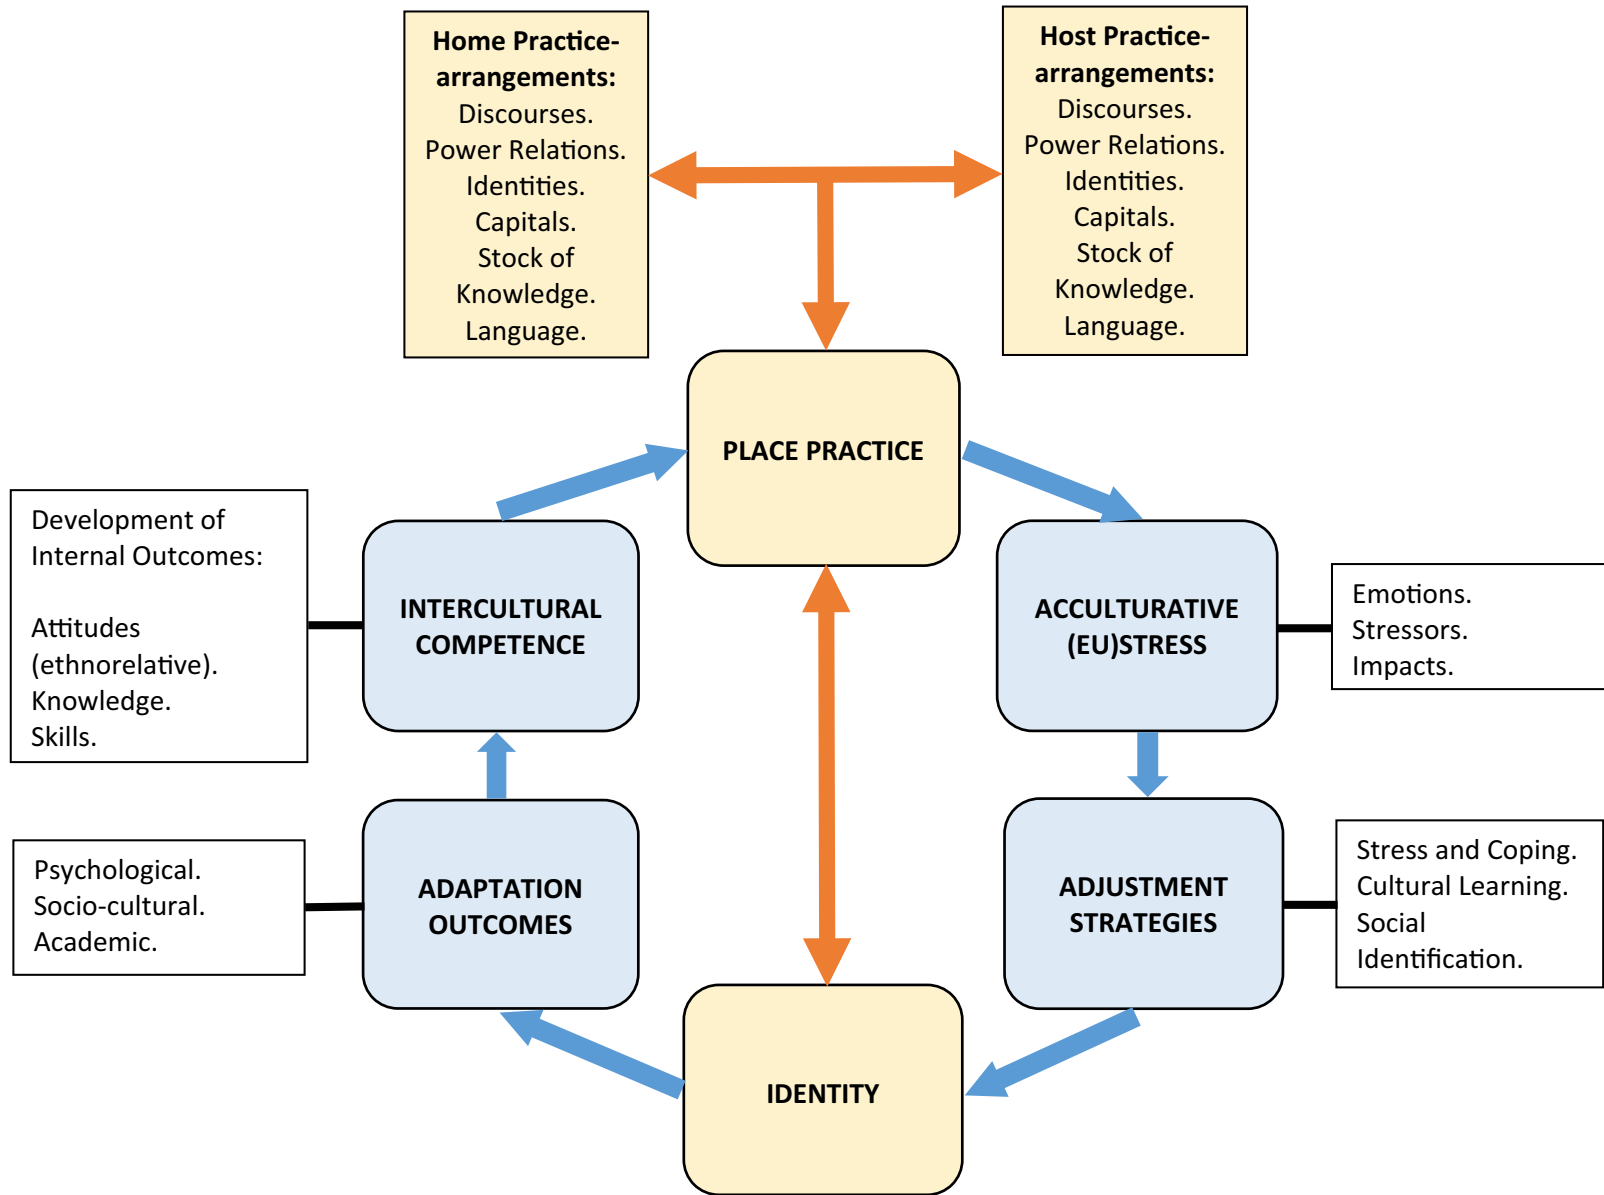 Home Practice-
arrangements:
Discourses.
Power Relations.
Identities.
Capitals.
Stock of
Knowledge.
Language.
Host Practice-
arrangements:
Discourses.
Power Relations.
Identities.
Capitals.
Stock of
Knowledge.
Language.
PLACE PRACTICE
Development of
Internal Outcomes:
Attitudes
(ethnorelative).
Knowledge.
Skills.
INTERCULTURAL
COMPETENCE
ACCULTURATIVE
(EU)STRESS
Emotions.
Stressors.
Impacts.
Psychological.
Socio-cultural.
Academic.
ADAPTATION
OUTCOMES
ADJUSTMENT
STRATEGIES
Stress and Coping.
Cultural Learning.
Social
Identification.
IDENTITY